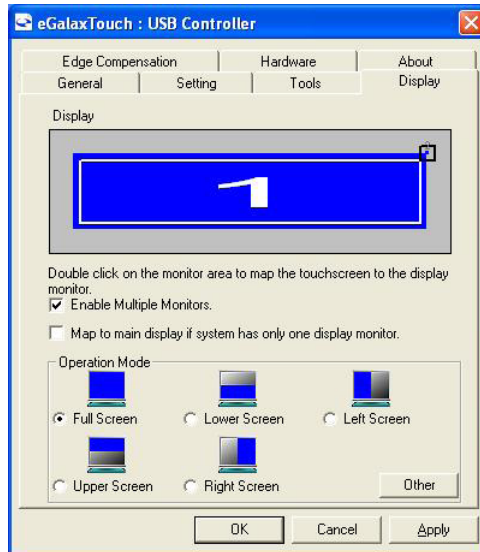 eGalaxTouch : USB Controller
Edge Compensation Hardware About
General Setting Tools Display
Display
1
Double click on the monitor area to map the touchscreen to the display
monitor.
Enable Multiple Monitors.
Map to main display if system has only one display monitor.
Operation Mode
Full Screen Lower Screen Left Screen
Upper Screen Right Screen Other
OK Cancel Apply